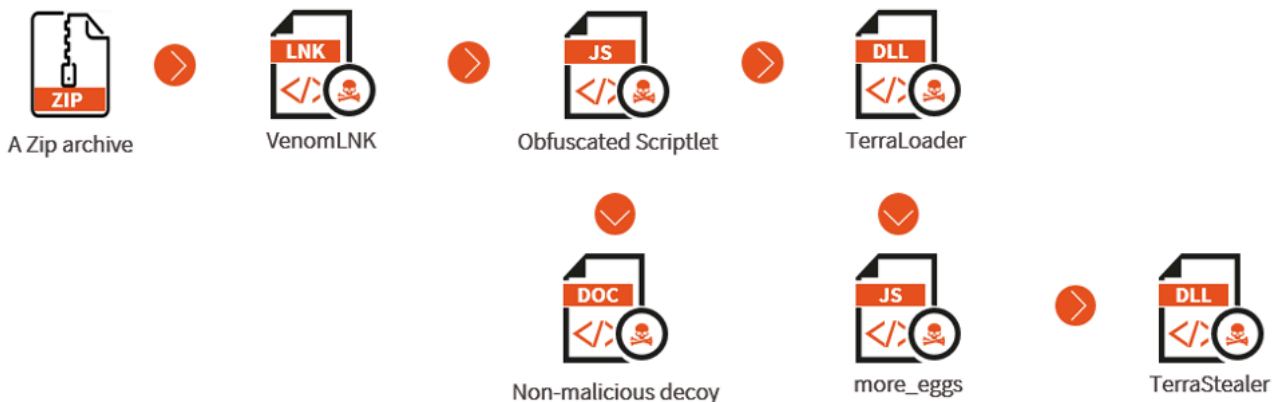 ZIP
A Zip archive
LNK
VenomLNK
JS
Obfuscated Scriptlet
DLL
TerraLoader
DOC
Non-malicious decoy
JS
more_eggs
DLL
TerraStealer